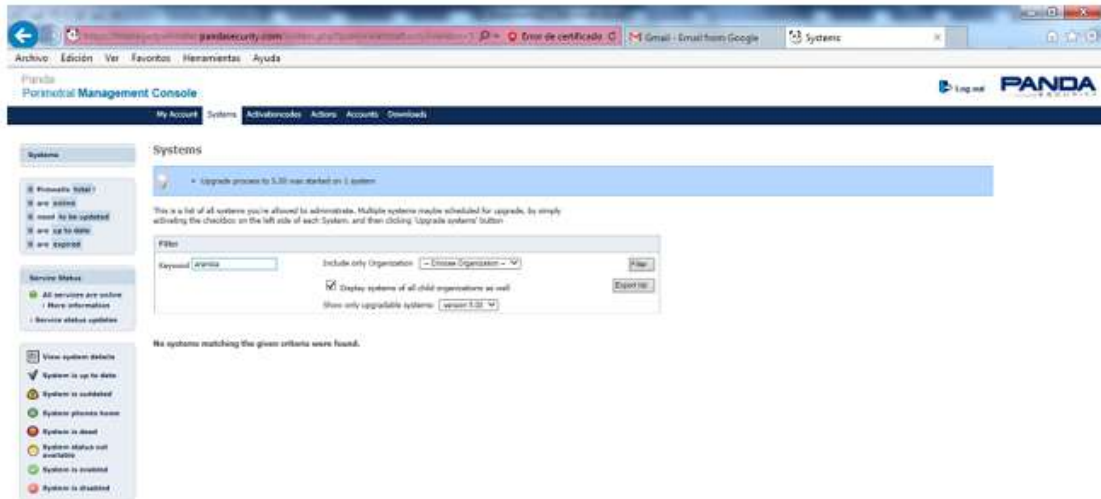 pandasecurity.com
Error de certificado
Gmail - Email from Google
Systems
Archivo Edición Ver Favoritos Herramientas Ayuda
Panda
Perimetral Management Console
Log out
PANDA
SECURITY
My Account Systems Activationcodes Actions Accounts Downloads
Systems
Systems
Upgrade process to 5.50 was started on 1 system
Firewalls total
are online
need to be updated
are up to date
are expired
This is a list of all systems you're allowed to administrate. Multiple systems maybe scheduled for upgrade, by simply
activating the checkbox on the left side of each System, and then clicking 'Upgrade systems' button
Filter
Keyword
Include only Organization -- Choose Organization --
Filter
Display systems of all child organizations as well
Export list
Show only upgradable systems:
Service Status
All services are online
More information
Service status updates
No systems matching the given criteria were found.
View system details
System is up to date
System is outdated
System phones home
System is dead
System status not
available
System is enabled
System is disabled